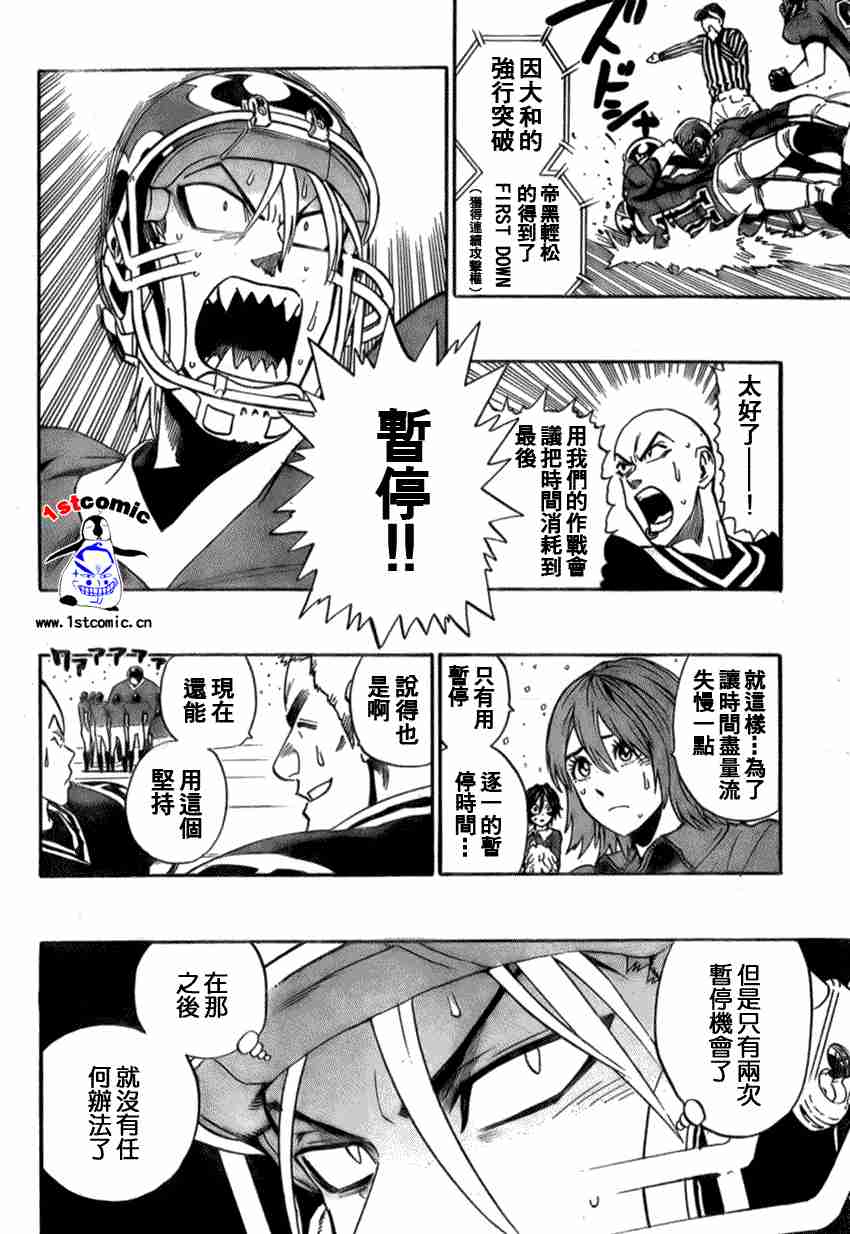 ズドシャ
因大和的
強行突破
帝黑輕松
的得到了
FIRST DOWN
(獲得連續攻擊權)
太好了——!
用我們的作戰會
議把時間消耗到
最後
暫停!!
1stcomic
www.1stcomic.cn
就這樣…為了
讓時間盡量流
失慢一點
只有用
暫停
逐一的暫
停時間…
說得也
是啊
現在
還能
用這個
堅持
ワアアアアァ
但是只有兩次
暫停機會了
在那
之後
就沒有任
何辦法了